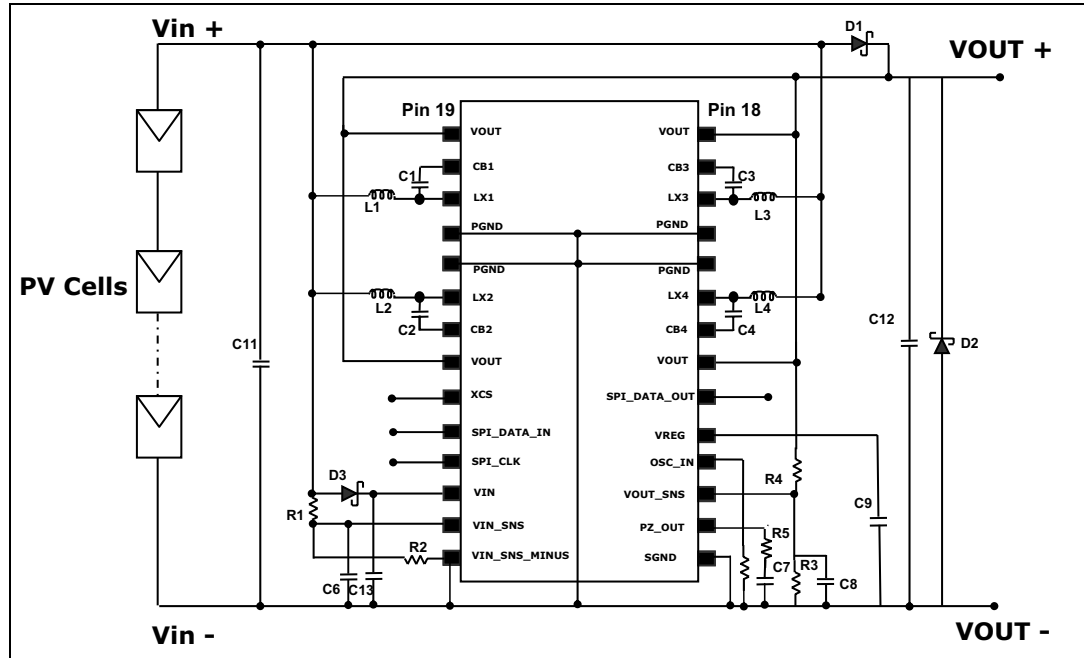 Vin +
D1
VOUT +
Pin 19
Pin 18
VOUT
VOUT
C1
CB1
CB3
C3
L1
LX1
LX3
L3
PGND
PGND
PGND
PGND
PV Cells
L2
LX2
LX4
L4
C2
CB2
CB4
C4
C12
D2
C11
VOUT
VOUT
XCS
SPI_DATA_OUT
SPI_DATA_IN
VREG
SPI_CLK
OSC_IN
R4
D3
VIN
VOUT_SNS
C9
R1
VIN_SNS
PZ_OUT
R5
R2
VIN_SNS_MINUS
SGND
C7
R3
C6
C13
C8
Vin -
VOUT -